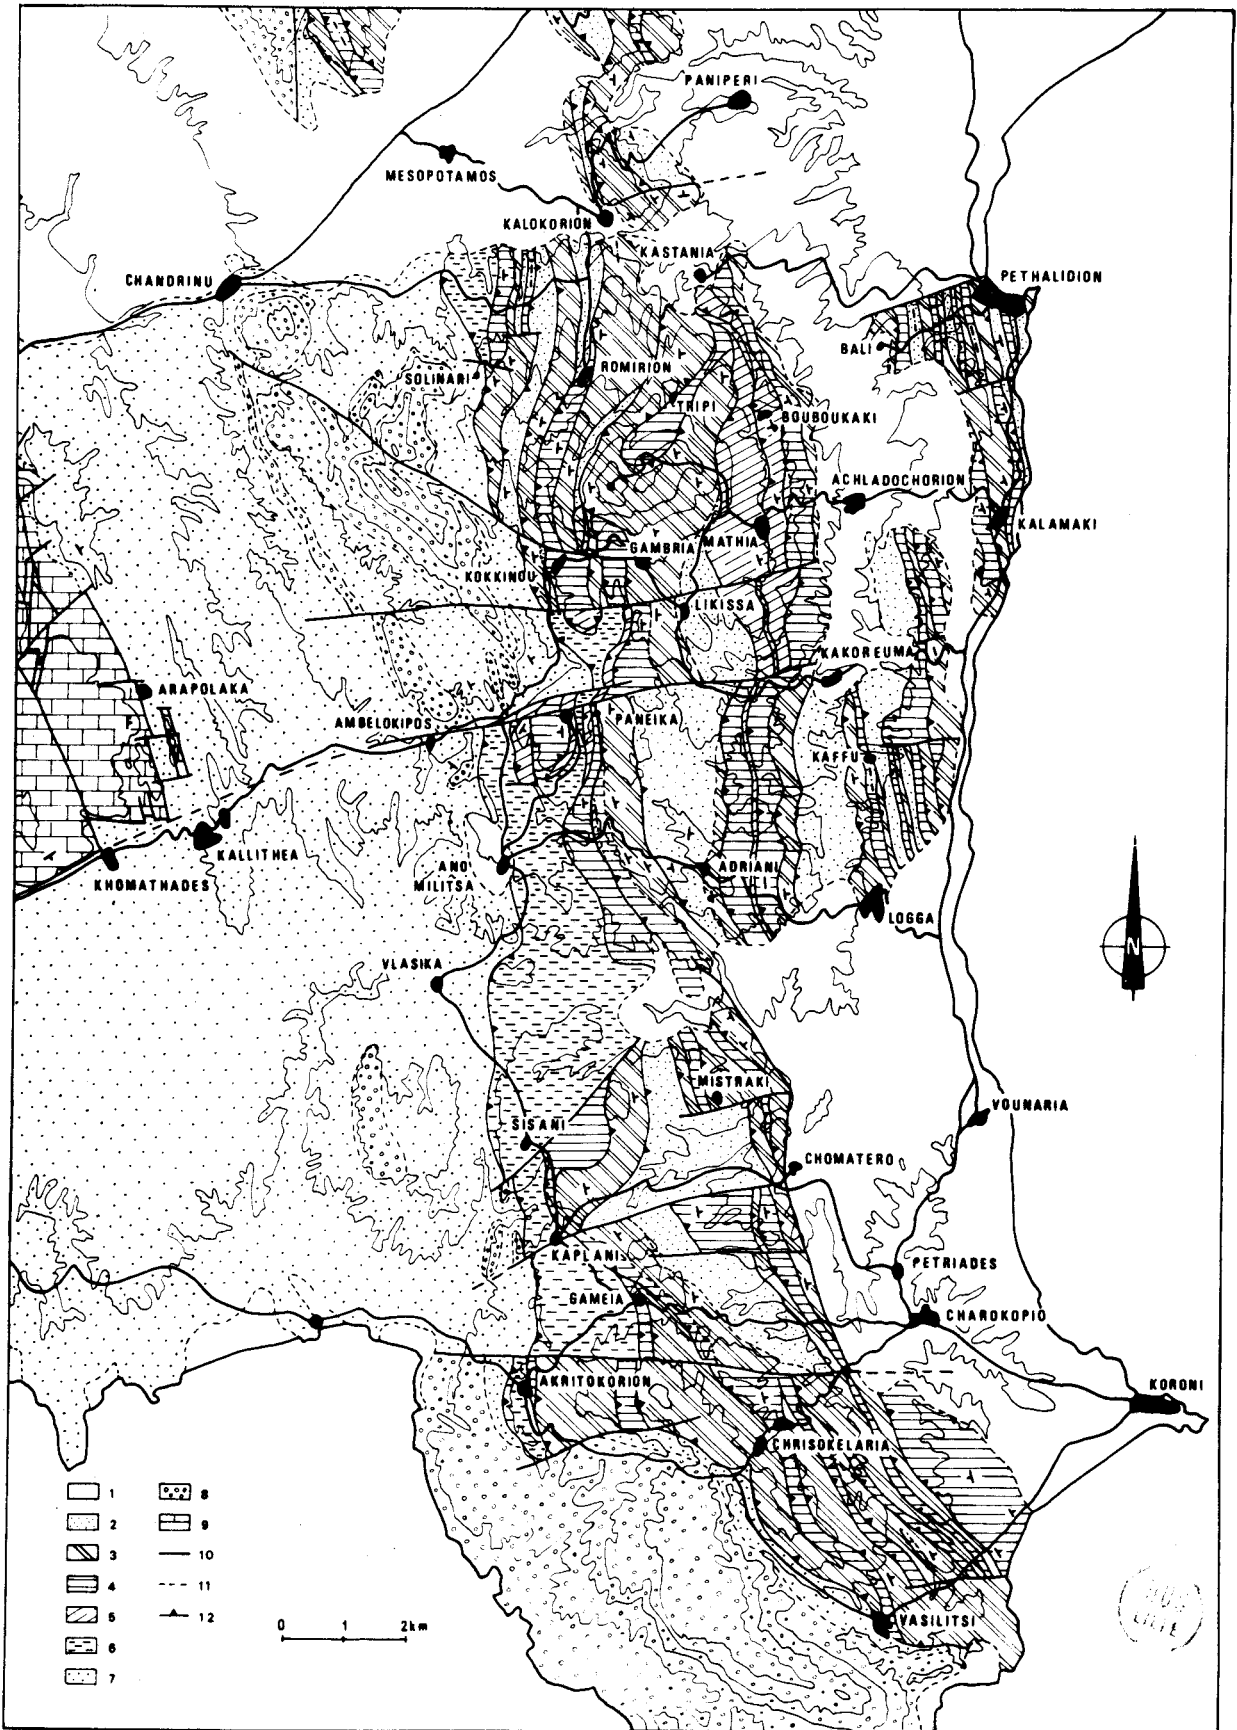 PANIPERI
MESOPOTAMOS
KALOKORION
KASTANIA
CHANDRINU
PETHALIDION
BALI
SOLINARI
ROMIRION
TRIPI
BOUBOUKAKI
ACHLADOCHORION
KALAMAKI
GAMBRIA
MATHIA
KOKKINOU
LIKISSA
KAKOREUMA
ARAPOLAKA
AMBELOKIPOS
PANEIKA
KAFFU
KALLITHEA
KHOMATHADES
ANO
MILITSA
ADRIANI
LOGGA
N
VLASIKA
MISTRAKI
VOUNARIA
SISANI
CHOMATERO
KAPLANI
PETRIADES
GAMEIA
CHAROKOPIO
AKRITOKORION
KORONI
CHRISOKELARIA
1 8
2 9
3 10
4 11
5 12
6
7
0 1 2km
VASILITSI